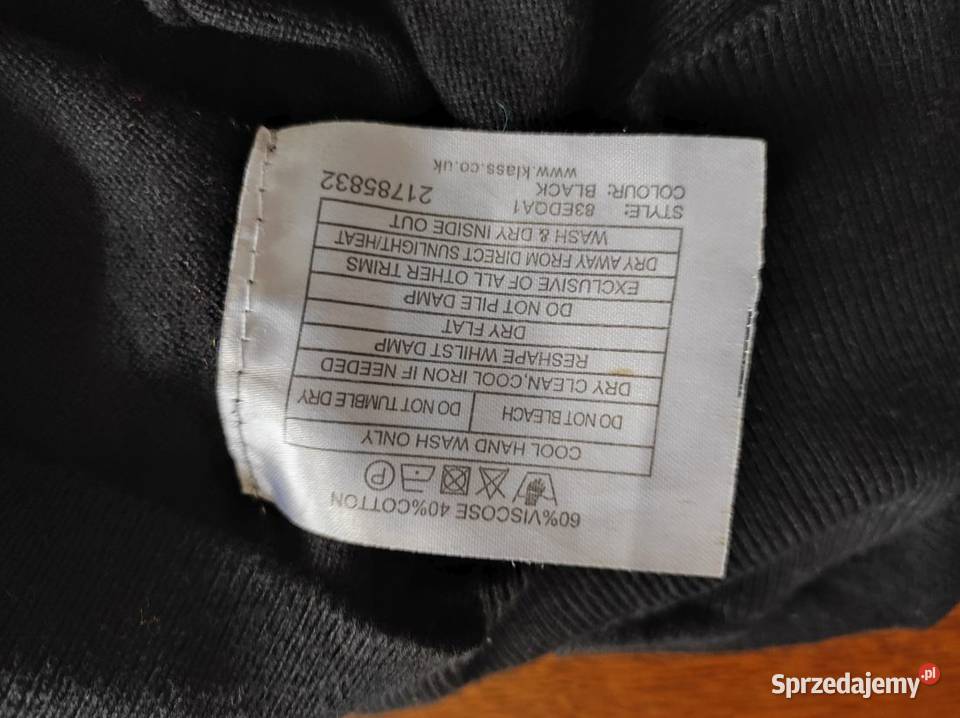 60%VISCOSE 40%COTTON
COOL HAND WASH ONLY
DO NOT BLEACH DO NOT TUMBLE DRY
DRY CLEAN,COOL IRON IF NEEDED
RESHAPE WHILST DAMP
DRY FLAT
DO NOT PILE DAMP
EXCLUSIVE OF ALL OTHER TRIMS
DRY AWAY FROM DIRECT SUNLIGHT/HEAT
WASH & DRY INSIDE OUT
STYLE: 83EDQA1
COLOUR: BLACK 21785832
www.klass.co.uk
Sprzedajemy.pl